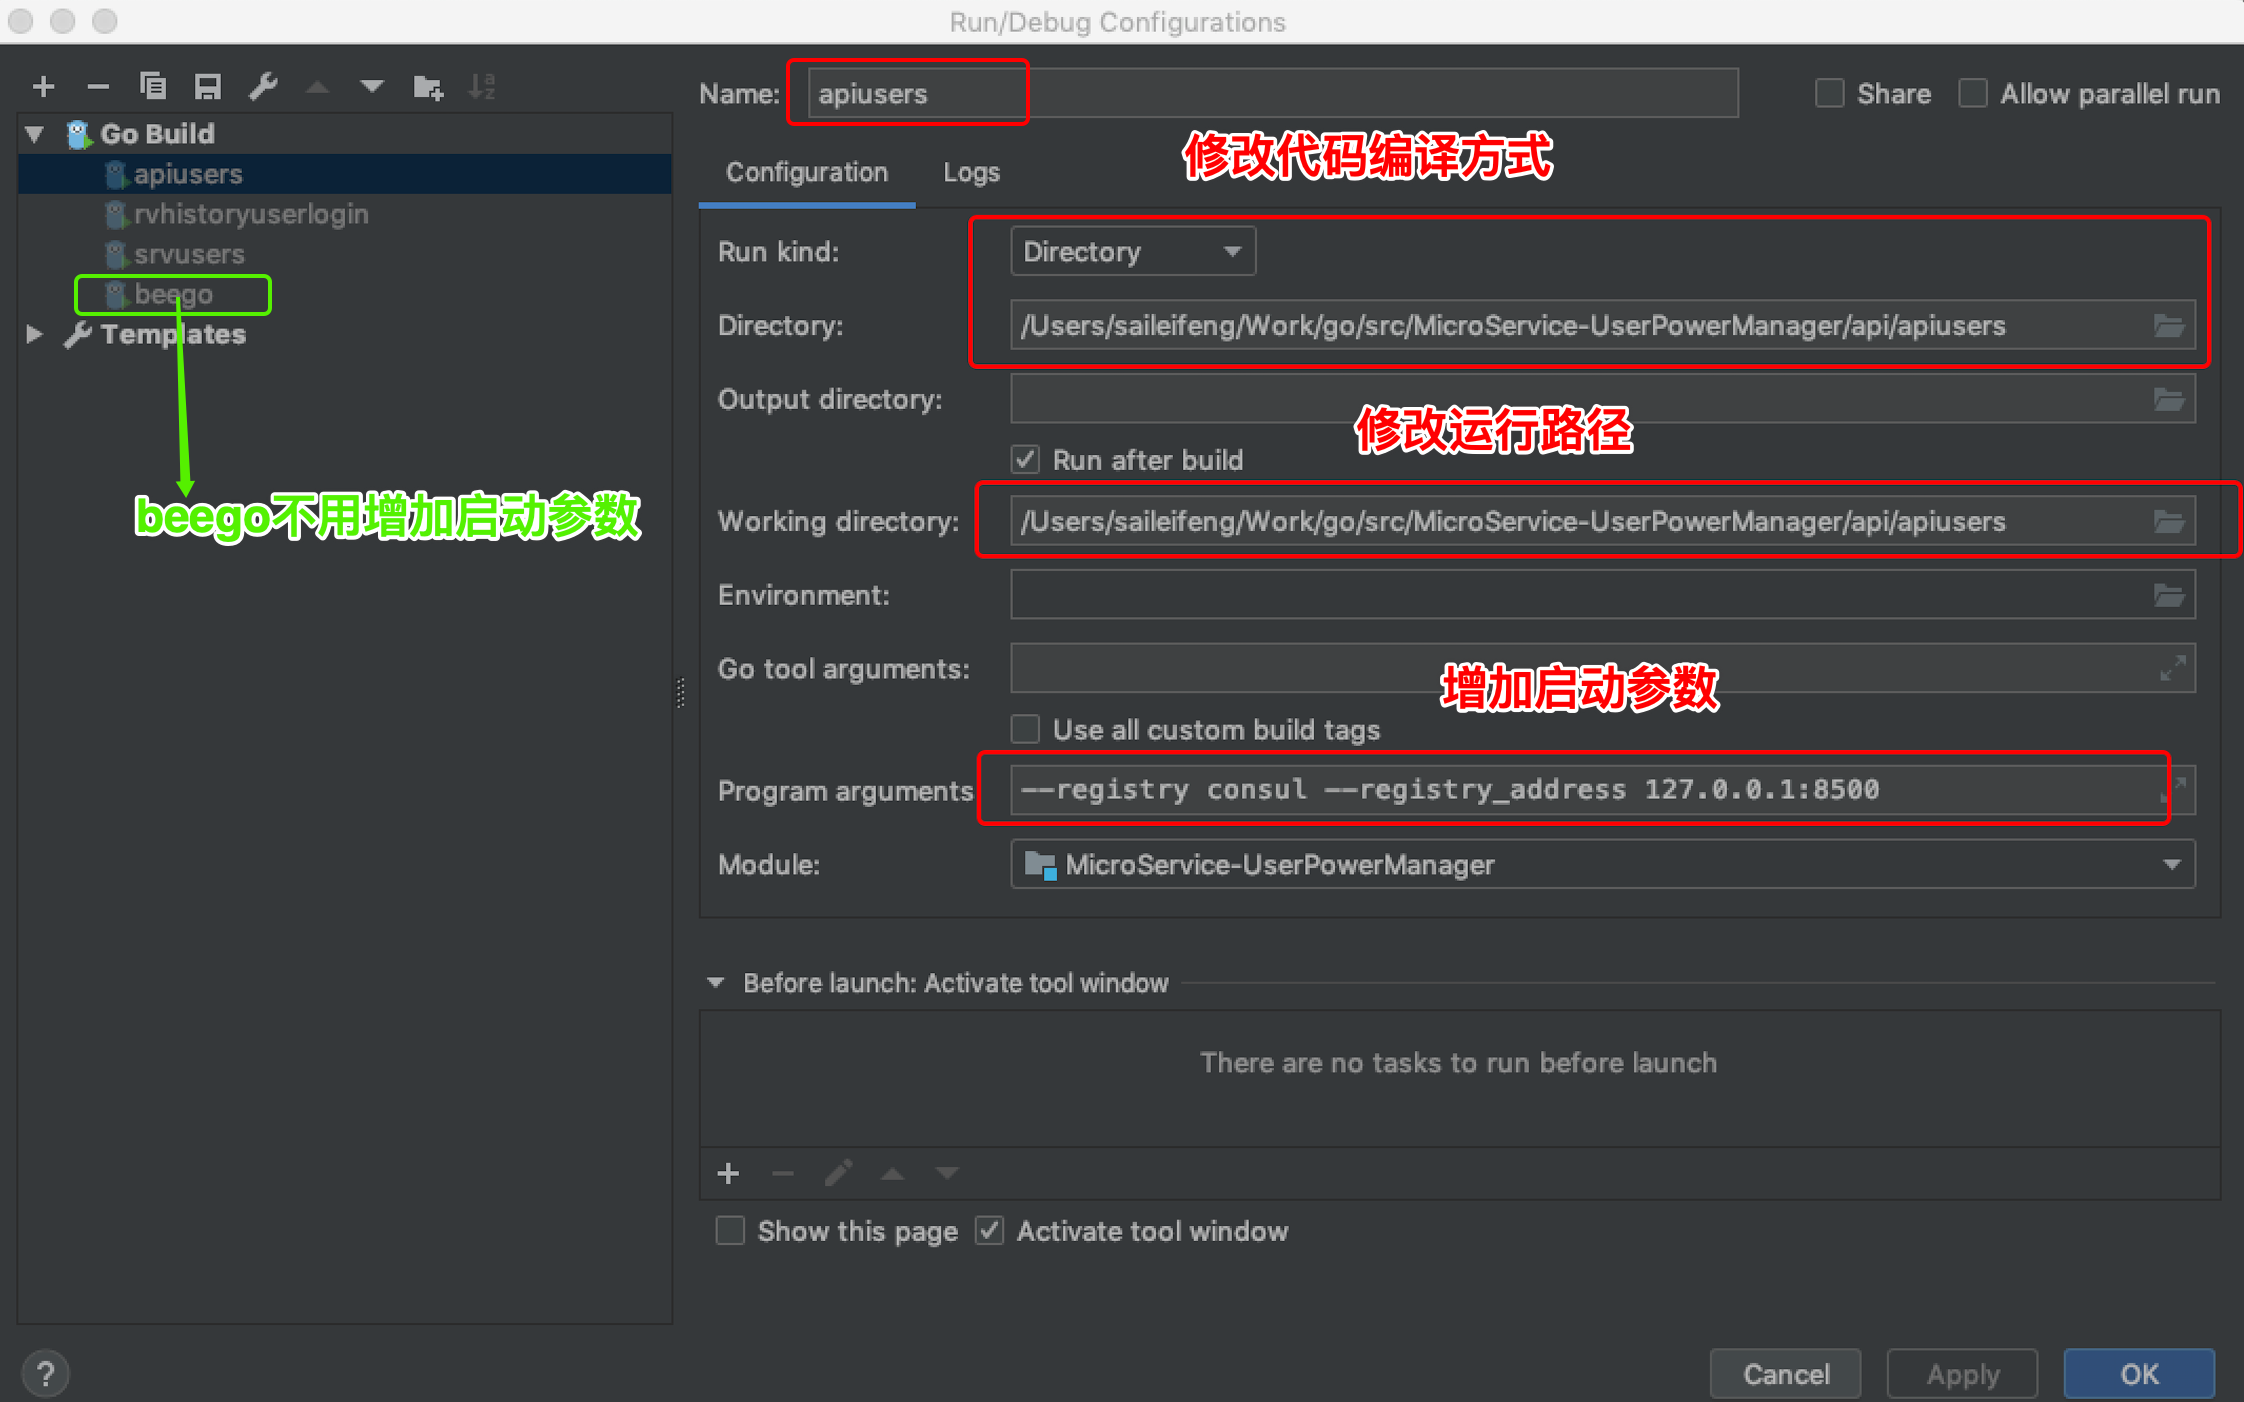 Run/Debug Configurations
Name: apiusers
Share
Allow parallel run
Go Build
apiusers
rvhistoryuserlogin
srvusers
beego
Templates
beego不用增加启动参数
修改代码编译方式
Configuration
Logs
Run kind: Directory
Directory: /Users/saileifeng/Work/go/src/MicroService-UserPowerManager/api/apiusers
Output directory:
修改运行路径
Run after build
Working directory: /Users/saileifeng/Work/go/src/MicroService-UserPowerManager/api/apiusers
Environment:
Go tool arguments:
增加启动参数
Use all custom build tags
Program arguments --registry consul --registry_address 127.0.0.1:8500
Module: MicroService-UserPowerManager
Before launch: Activate tool window
There are no tasks to run before launch
Show this page
Activate tool window
?
Cancel
Apply
OK